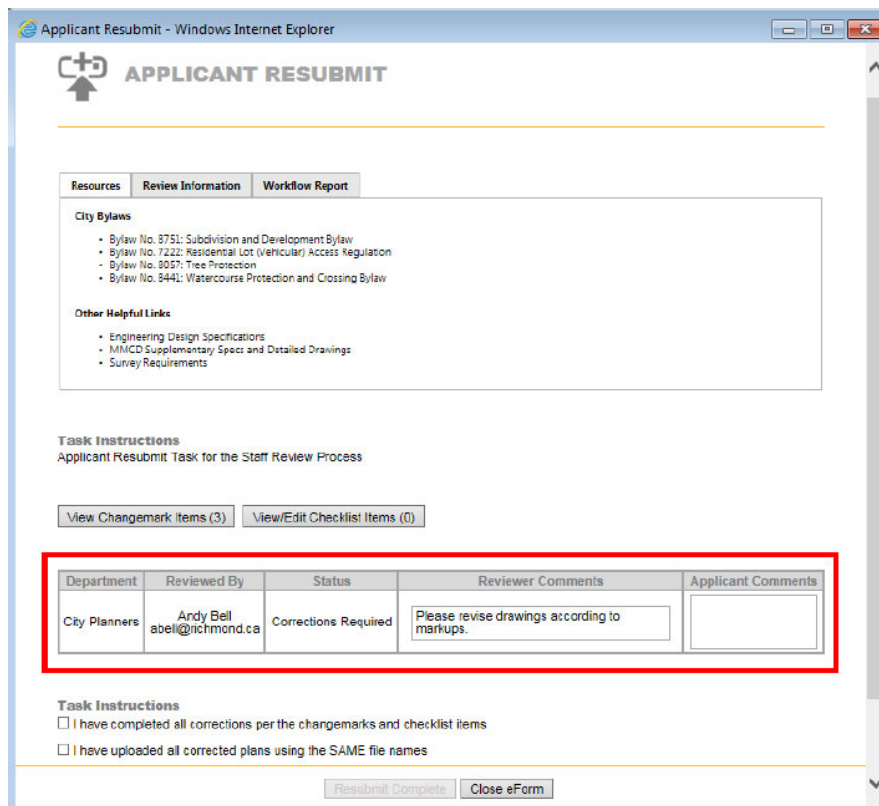 Applicant Resubmit - Windows Internet Explorer
APPLICANT RESUBMIT
Resources Review Information Workflow Report
City Bylaws
• Bylaw No. 8751: Subdivision and Development Bylaw
• Bylaw No. 7222: Residential Lot (Vehicular) Access Regulation
• Bylaw No. 8057: Tree Protection
• Bylaw No. 8441: Watercourse Protection and Crossing Bylaw
Other Helpful Links
• Engineering Design Specifications
• MMCD Supplementary Specs and Detailed Drawings
• Survey Requirements
Task Instructions
Applicant Resubmit Task for the Staff Review Process
View Changemark Items (3) View/Edit Checklist Items (0)
Department Reviewed By Status Reviewer Comments Applicant Comments
City Planners Andy Bell Corrections Required Please revise drawings according to
abell@richmond.ca markups.
Task Instructions
I have completed all corrections per the changemarks and checklist items
I have uploaded all corrected plans using the SAME file names
Resubmit Complete Close eForm